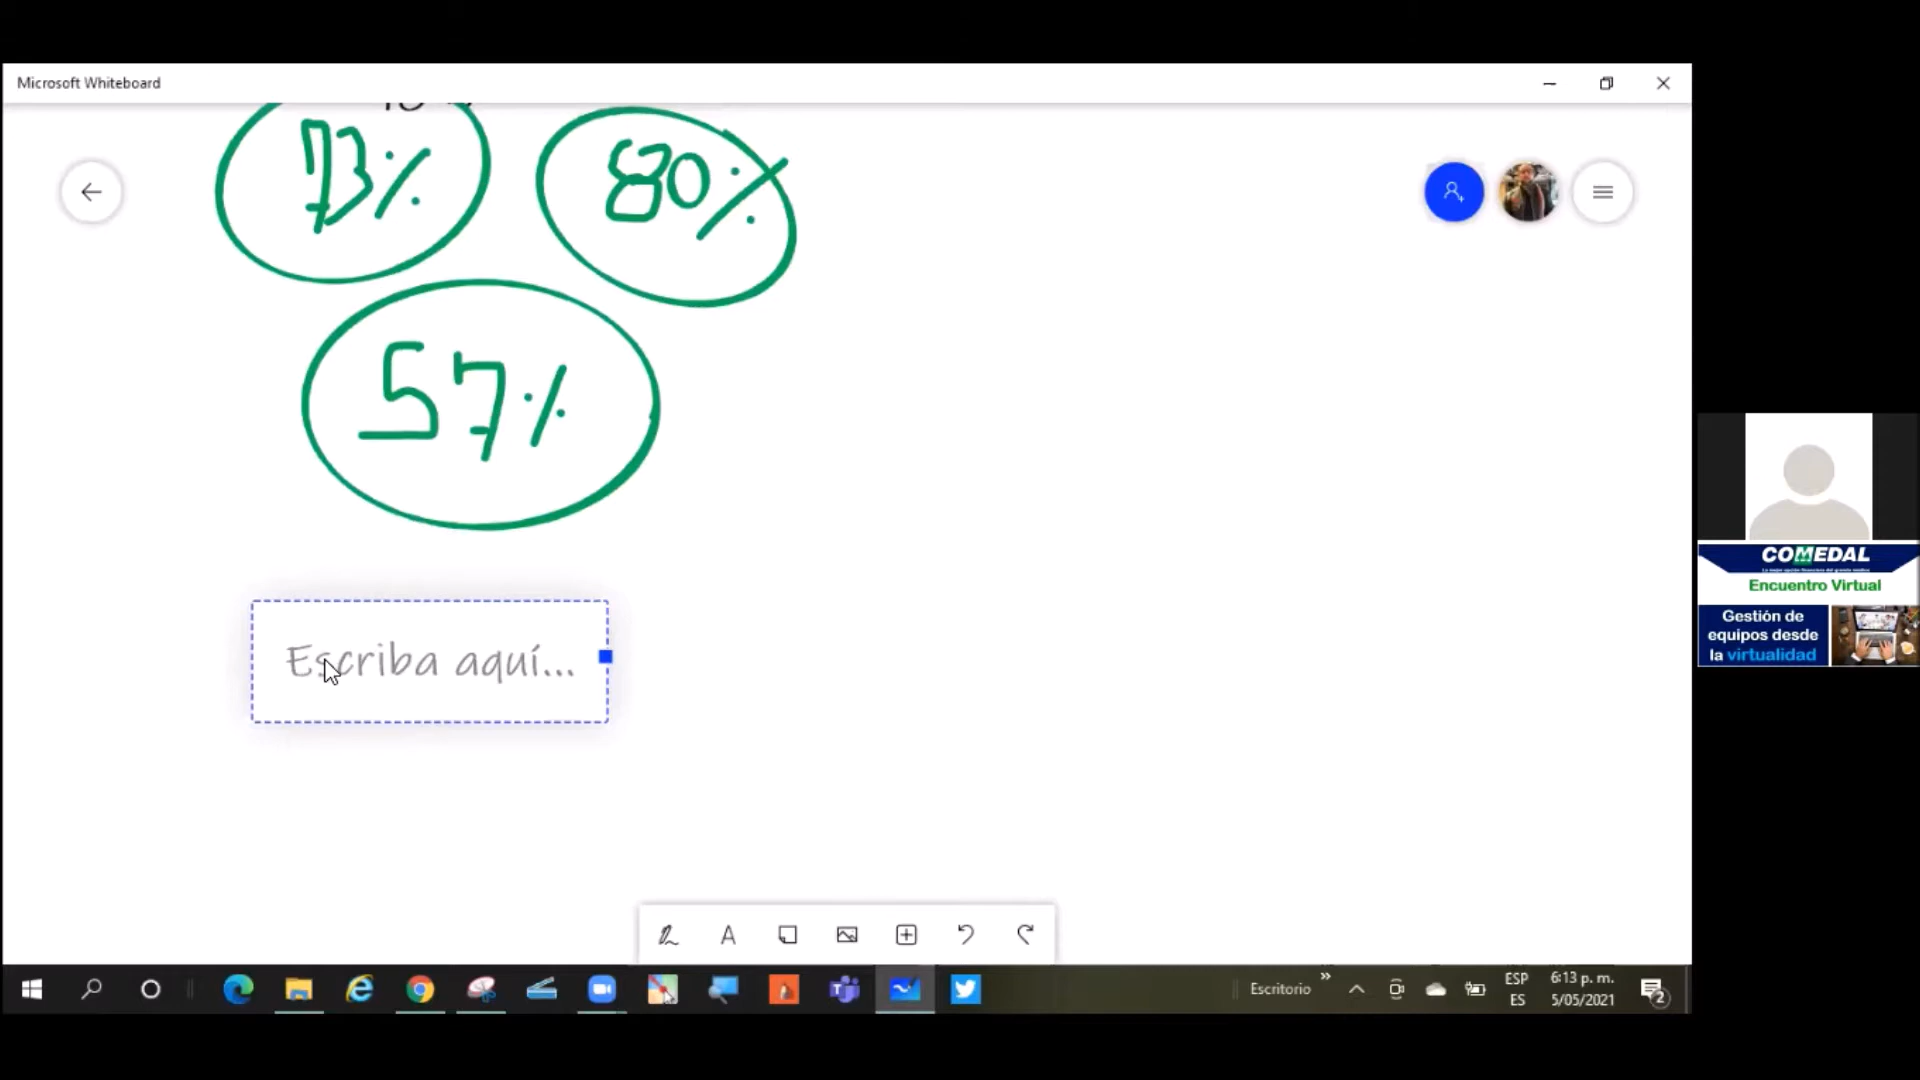 Microsoft Whiteboard
73%
80%
57%
Escriba aquí...
COMEDAL
Encuentro Virtual
Gestión de
equipos desde
la virtualidad
Escritorio
ESP
ES
6:13 p. m.
5/05/2021
2